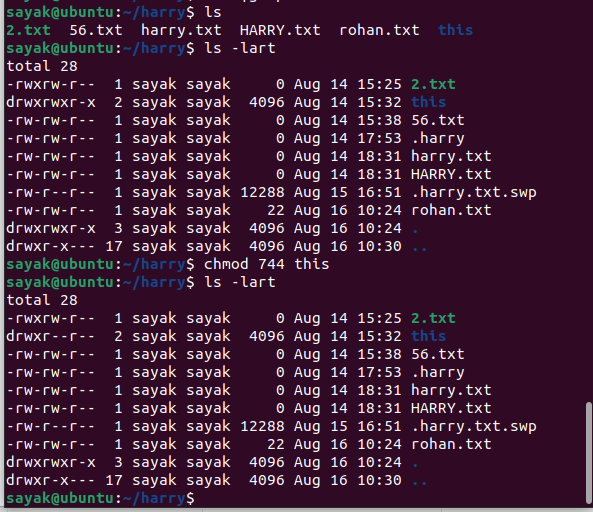 sayak@ubuntu:~/harry$ ls
2.txt  56.txt  harry.txt  HARRY.txt  rohan.txt  this
sayak@ubuntu:~/harry$ ls -lart
total 28
-rwxrw-r--  1 sayak sayak     0 Aug 14 15:25 2.txt
drwxrwxr-x  2 sayak sayak  4096 Aug 14 15:32 this
-rw-rw-r--  1 sayak sayak     0 Aug 14 15:38 56.txt
-rw-rw-r--  1 sayak sayak     0 Aug 14 17:53 .harry
-rw-rw-r--  1 sayak sayak     0 Aug 14 18:31 harry.txt
-rw-rw-r--  1 sayak sayak     0 Aug 14 18:31 HARRY.txt
-rw-r--r--  1 sayak sayak 12288 Aug 15 16:51 .harry.txt.swp
-rw-rw-r--  1 sayak sayak    22 Aug 16 10:24 rohan.txt
drwxrwxr-x  3 sayak sayak  4096 Aug 16 10:24 .
drwxr-x--- 17 sayak sayak  4096 Aug 16 10:30 ..
sayak@ubuntu:~/harry$ chmod 744 this
sayak@ubuntu:~/harry$ ls -lart
total 28
-rwxrw-r--  1 sayak sayak     0 Aug 14 15:25 2.txt
drwxr--r--  2 sayak sayak  4096 Aug 14 15:32 this
-rw-rw-r--  1 sayak sayak     0 Aug 14 15:38 56.txt
-rw-rw-r--  1 sayak sayak     0 Aug 14 17:53 .harry
-rw-rw-r--  1 sayak sayak     0 Aug 14 18:31 harry.txt
-rw-rw-r--  1 sayak sayak     0 Aug 14 18:31 HARRY.txt
-rw-r--r--  1 sayak sayak 12288 Aug 15 16:51 .harry.txt.swp
-rw-rw-r--  1 sayak sayak    22 Aug 16 10:24 rohan.txt
drwxrwxr-x  3 sayak sayak  4096 Aug 16 10:24 .
drwxr-x--- 17 sayak sayak  4096 Aug 16 10:30 ..
sayak@ubuntu:~/harry$